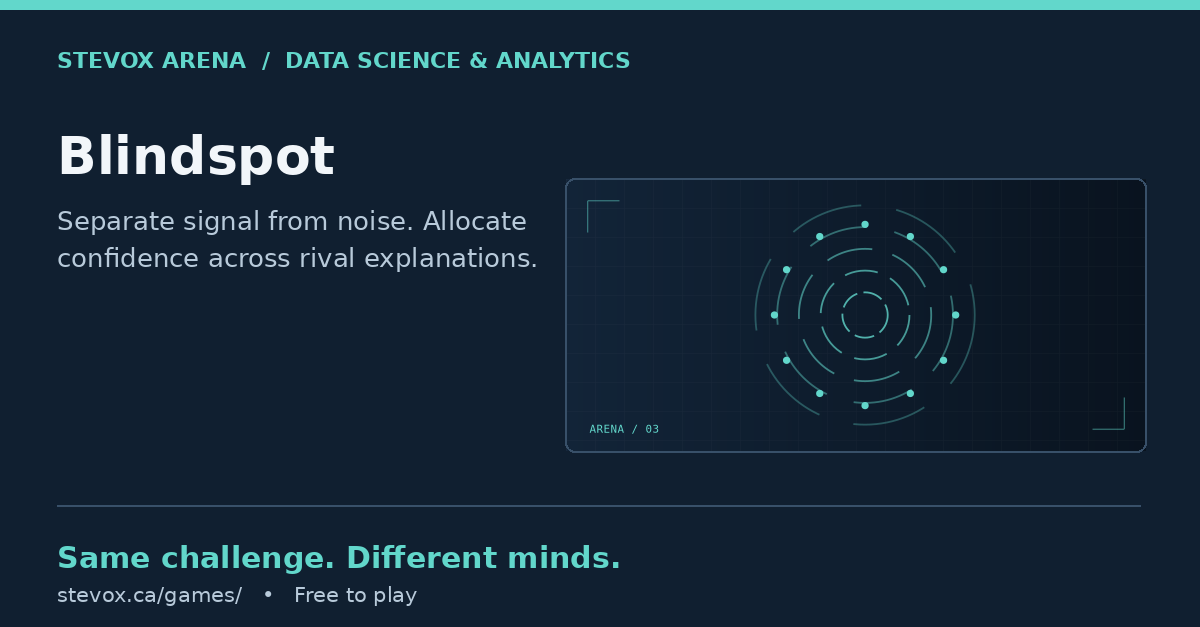 STEVOX ARENA / DATA SCIENCE & ANALYTICS
Blindspot
Separate signal from noise. Allocate
confidence across rival explanations.
ARENA / 03
Same challenge. Different minds.
stevox.ca/games/ • Free to play